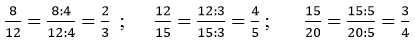 8/12 = 8:4/12:4 = 2/3 ; 12/15 = 12:3/15:3 = 4/5 ; 15/20 = 15:5/20:5 = 3/4